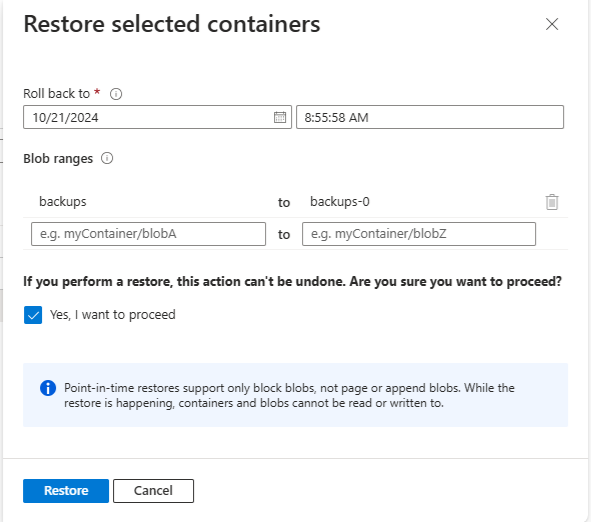 Restore selected containers
Roll back to *
10/21/2024 8:55:58 AM
Blob ranges
backups to backups-0
e.g. myContainer/blobA to e.g. myContainer/blobZ
If you perform a restore, this action can't be undone. Are you sure you want to proceed?
Yes, I want to proceed
Point-in-time restores support only block blobs, not page or append blobs. While the
restore is happening, containers and blobs cannot be read or written to.
Restore Cancel